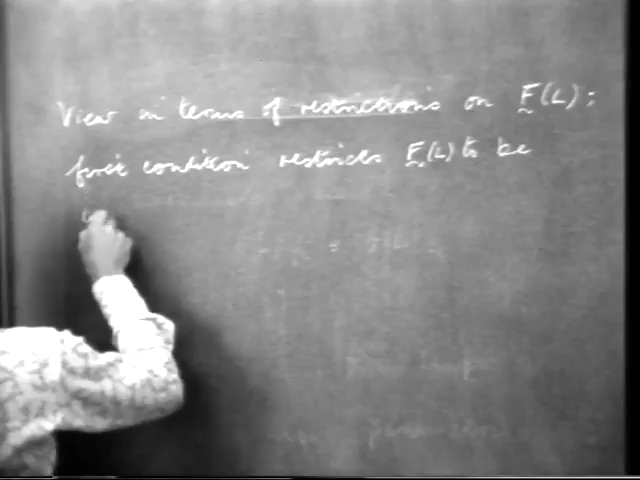 View in terms of restrictions on F(L):
first condition restricts F(L) to be